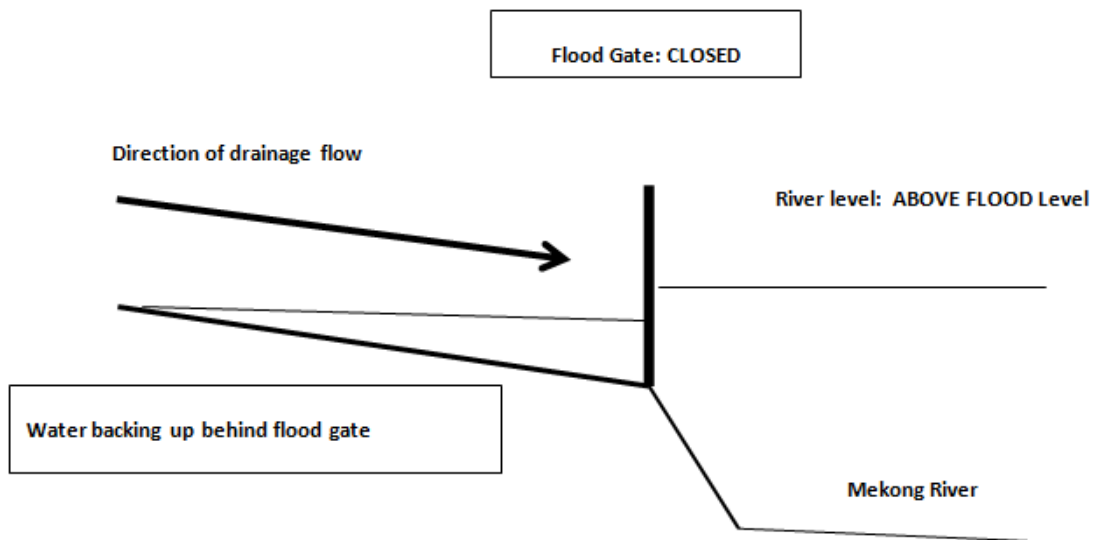 Flood Gate: CLOSED
Direction of drainage flow
River level: ABOVE FLOOD Level
Water backing up behind flood gate
Mekong River